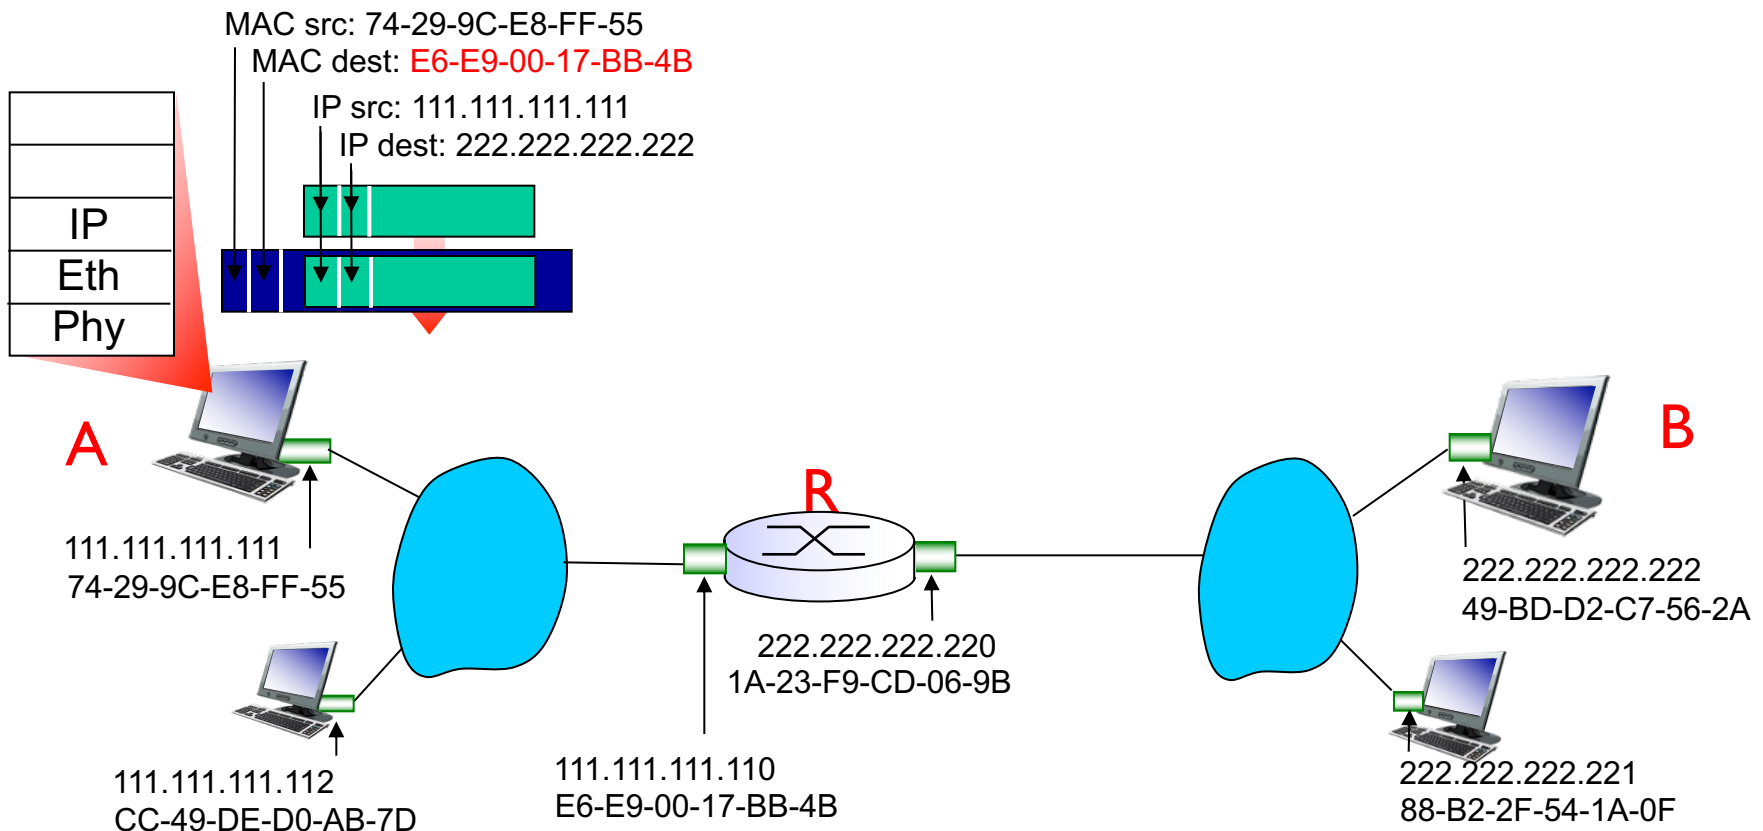 MAC src: 74-29-9C-E8-FF-55
MAC dest: E6-E9-00-17-BB-4B
IP src: 111.111.111.111
IP dest: 222.222.222.222
IP
Eth
Phy
A
R
B
111.111.111.111
74-29-9C-E8-FF-55
222.222.222.222
49-BD-D2-C7-56-2A
222.222.222.220
1A-23-F9-CD-06-9B
111.111.111.112
CC-49-DE-D0-AB-7D
111.111.111.110
E6-E9-00-17-BB-4B
222.222.222.221
88-B2-2F-54-1A-0F